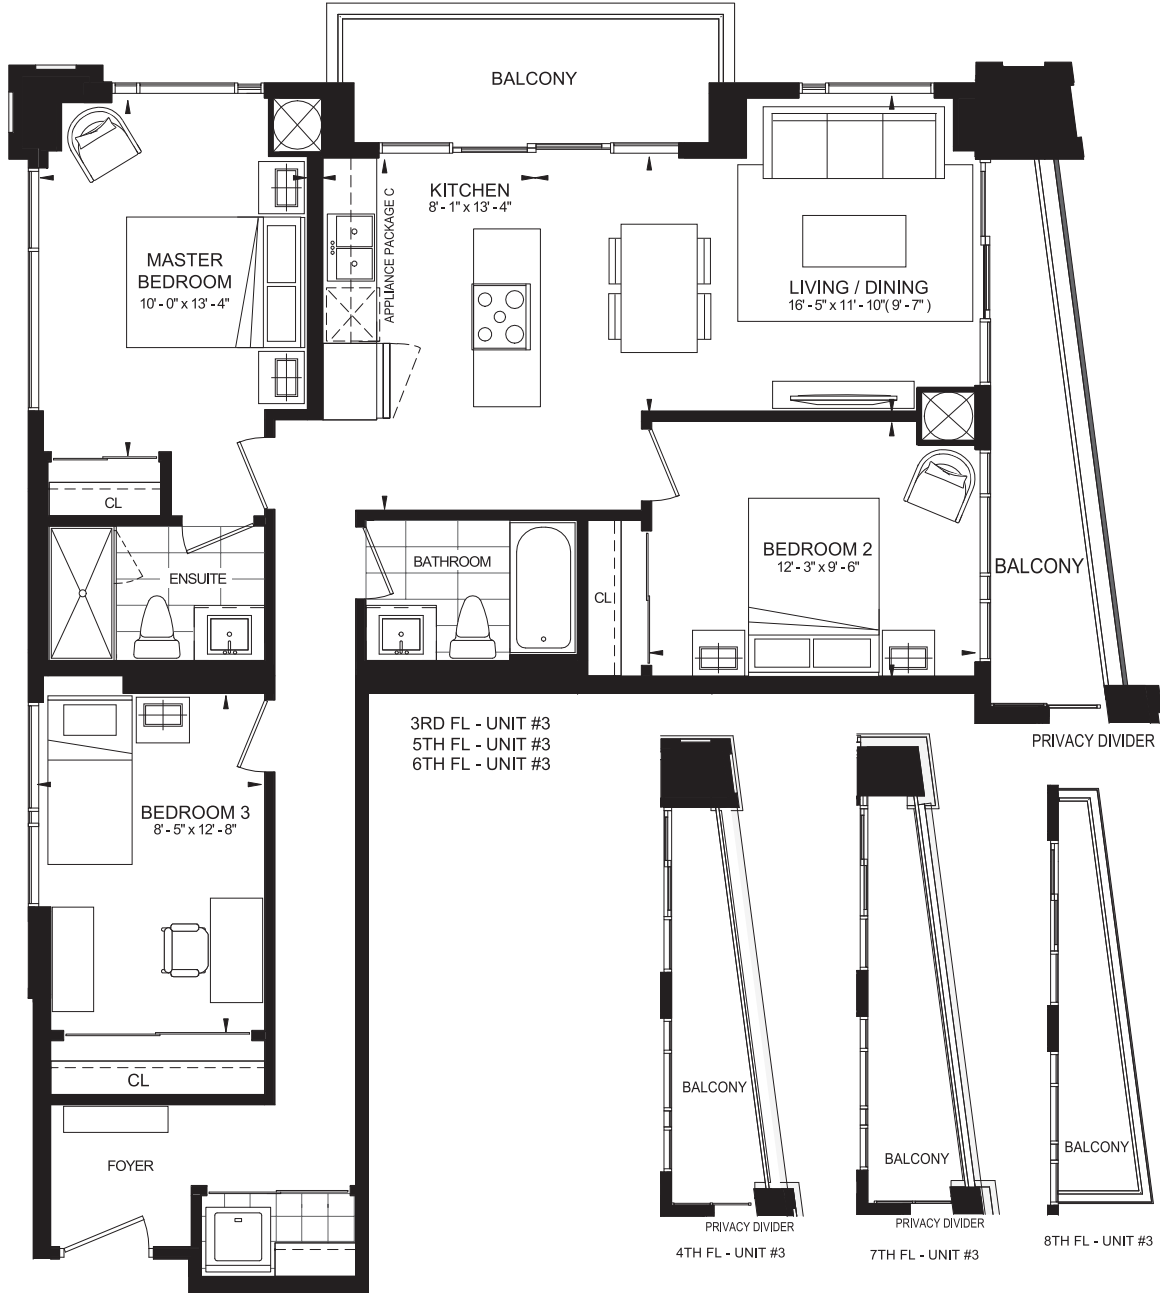 BALCONY
KITCHEN
8' - 1" x 13' - 4"
APPLIANCE PACKAGE C
MASTER
BEDROOM
10' - 0" x 13' - 4"
LIVING / DINING
16' - 5" x 11' - 10"( 9' - 7" )
CL
ENSUITE
BATHROOM
CL
BEDROOM 2
12' - 3" x 9' - 6"
BALCONY
3RD FL - UNIT #3
5TH FL - UNIT #3
6TH FL - UNIT #3
PRIVACY DIVIDER
BEDROOM 3
8' - 5" x 12' - 8"
CL
FOYER
BALCONY
PRIVACY DIVIDER
4TH FL - UNIT #3
BALCONY
PRIVACY DIVIDER
7TH FL - UNIT #3
BALCONY
8TH FL - UNIT #3